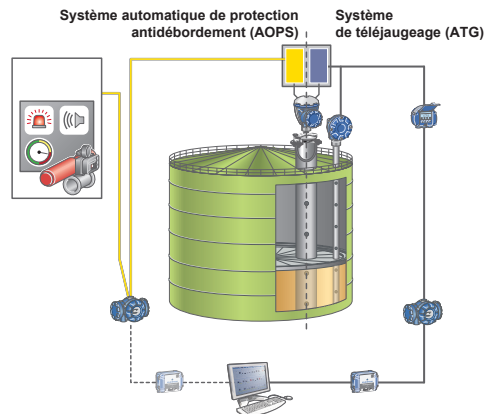 Système automatique de protection
antidébordement (AOPS)
Système
de téléjaugeage (ATG)